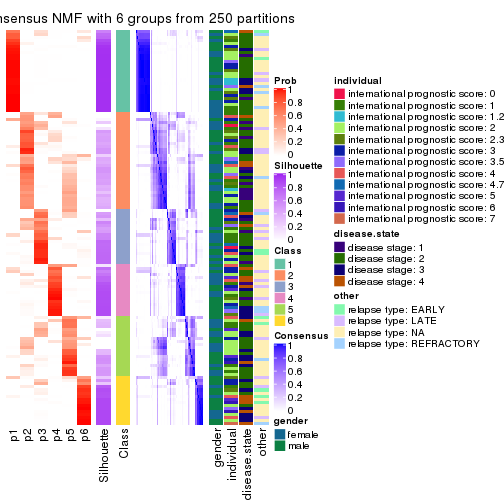 nsensus NMF with 6 groups from 250 partitions
Prob
1
0.8
0.6
0.4
0.2
0
Silhouette
1
0.8
0.6
0.4
0.2
0
Class
1
2
3
4
5
6
Consensus
1
0.8
0.6
0.4
0.2
0
gender
female
male
individual
international prognostic score: 0
international prognostic score: 1
international prognostic score: 1.2
international prognostic score: 2
international prognostic score: 2.3
international prognostic score: 3
international prognostic score: 3.5
international prognostic score: 4
international prognostic score: 4.7
international prognostic score: 5
international prognostic score: 6
international prognostic score: 7
disease.state
disease stage: 1
disease stage: 2
disease stage: 3
disease stage: 4
other
relapse type: EARLY
relapse type: LATE
relapse type: NA
relapse type: REFRACTORY
p1
p2
p3
p4
p5
p6
Silhouette
Class
gender
individual
disease.state
other